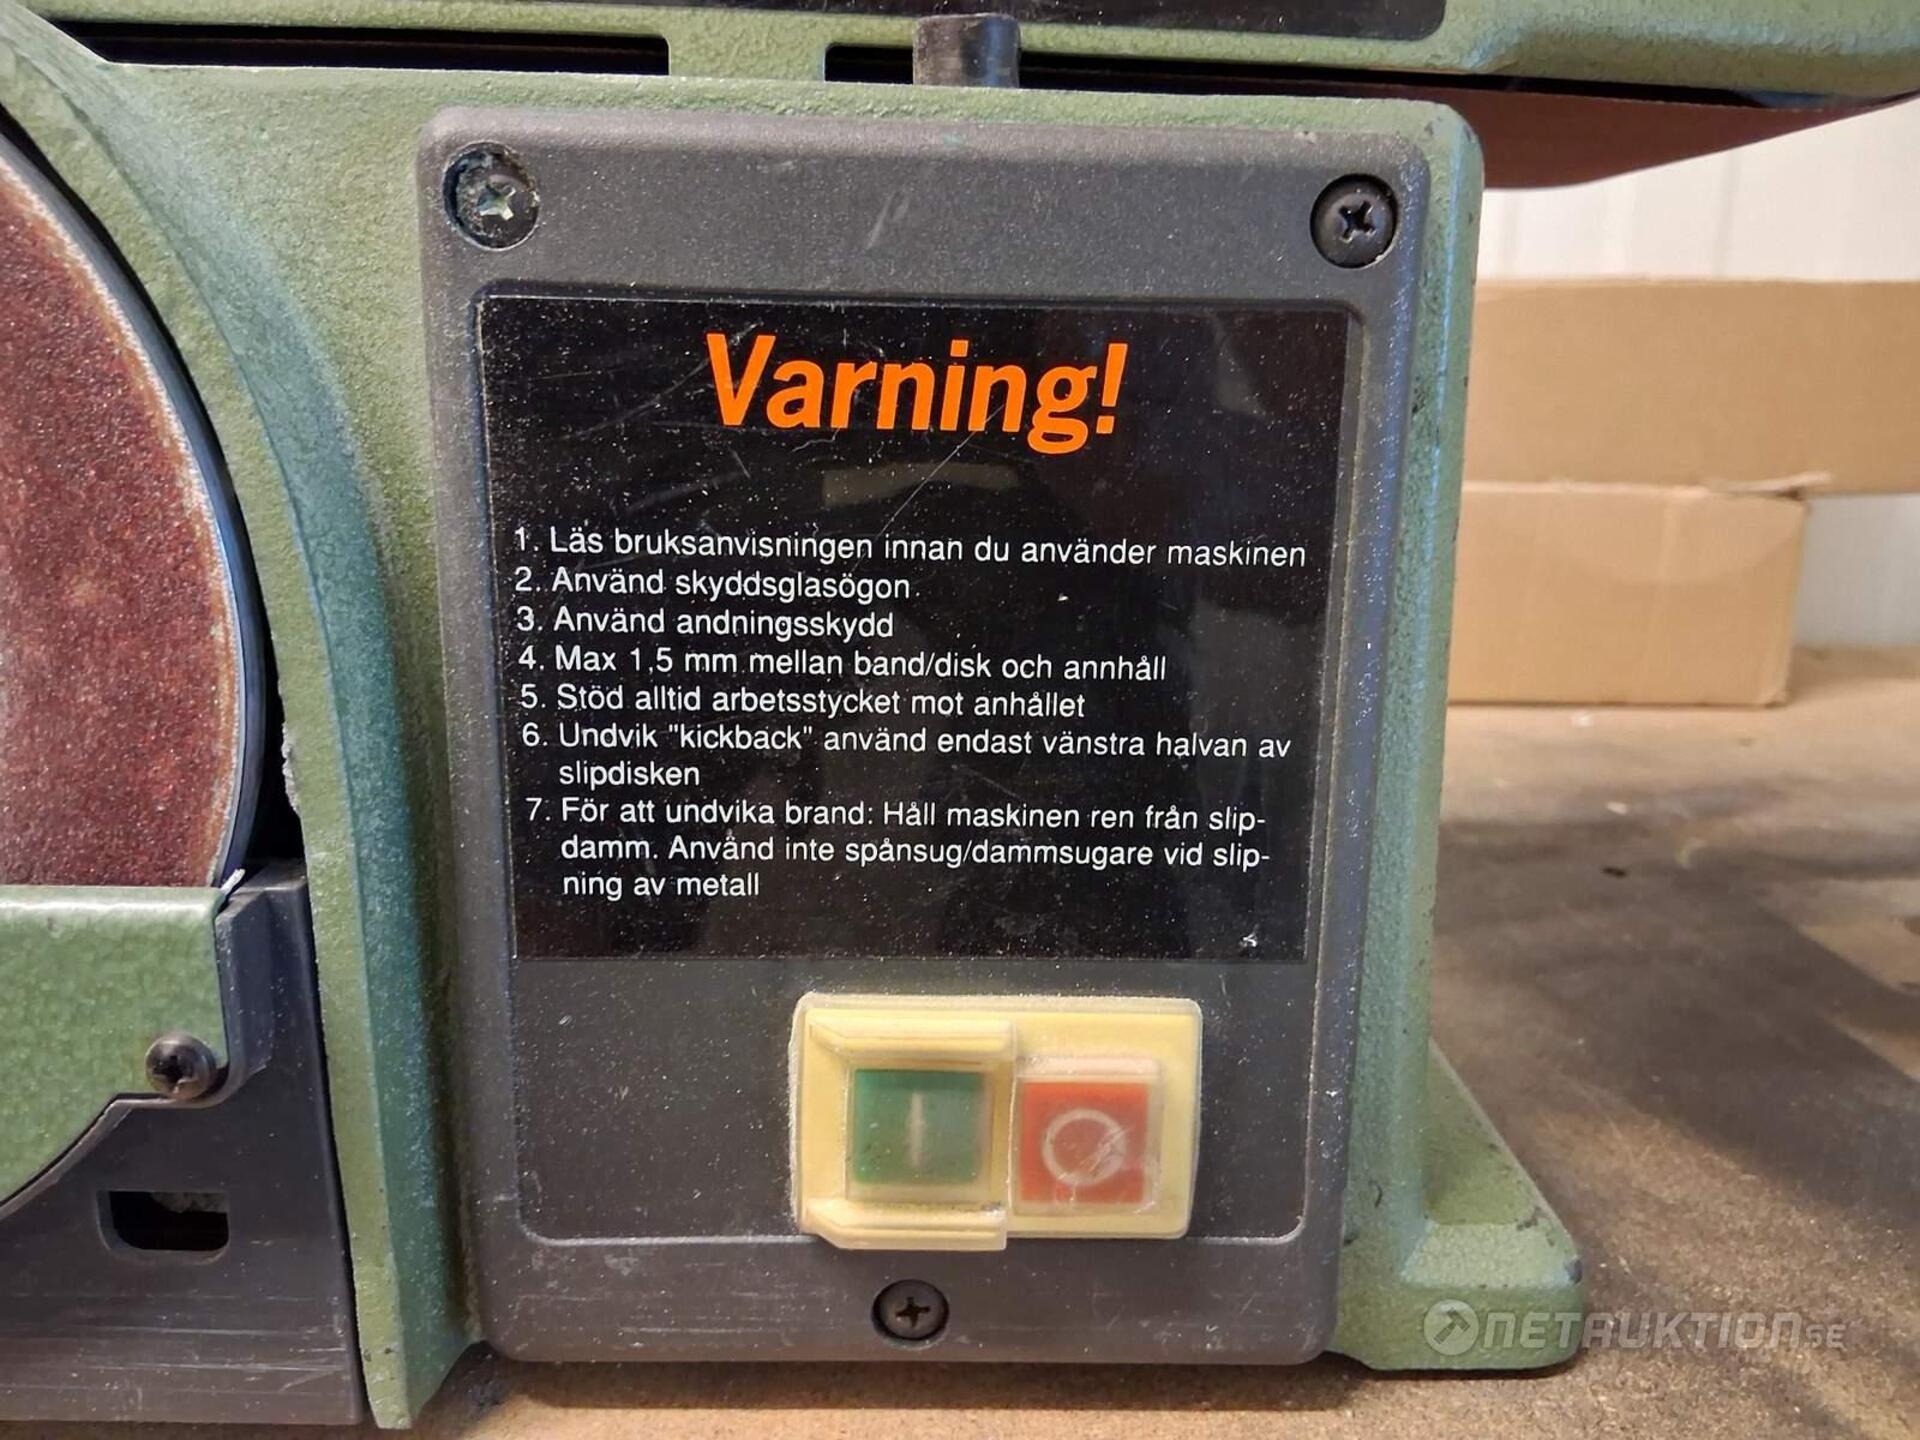 Varning!
1. Läs bruksanvisningen innan du använder maskinen
2. Använd skyddsglasögon
3. Använd andningsskydd
4. Max 1,5 mm mellan band/disk och annhåll
5. Stöd alltid arbetsstycket mot anhållet
6. Undvik "kickback" använd endast vänstra halvan av
slipdisken
7. För att undvika brand: Håll maskinen ren från slip-
damm. Använd inte spånsug/dammsugare vid slip-
ning av metall
NETRUKTION.SE